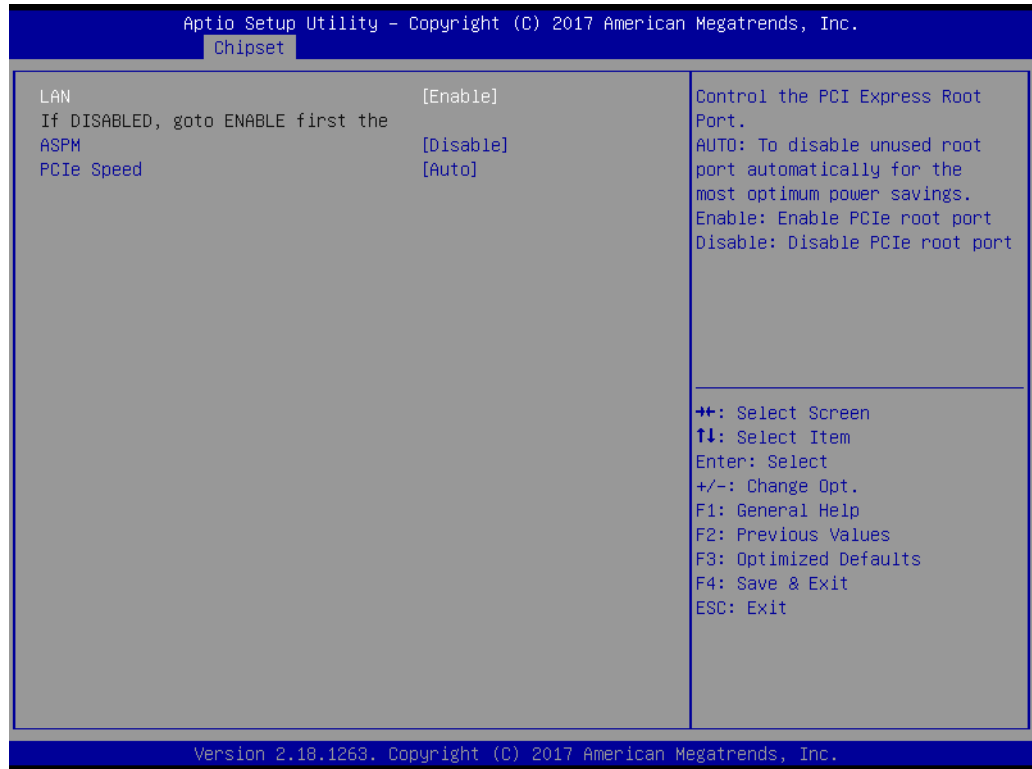 Aptio Setup Utility – Copyright (C) 2017 American Megatrends, Inc.
Chipset
LAN [Enable]
If DISABLED, goto ENABLE first the
ASPM [Disable]
PCIe Speed [Auto]
Control the PCI Express Root
Port.
AUTO: To disable unused root
port automatically for the
most optimum power savings.
Enable: Enable PCIe root port
Disable: Disable PCIe root port
→←: Select Screen
↑↓: Select Item
Enter: Select
+/-: Change Opt.
F1: General Help
F2: Previous Values
F3: Optimized Defaults
F4: Save & Exit
ESC: Exit
Version 2.18.1263. Copyright (C) 2017 American Megatrends, Inc.